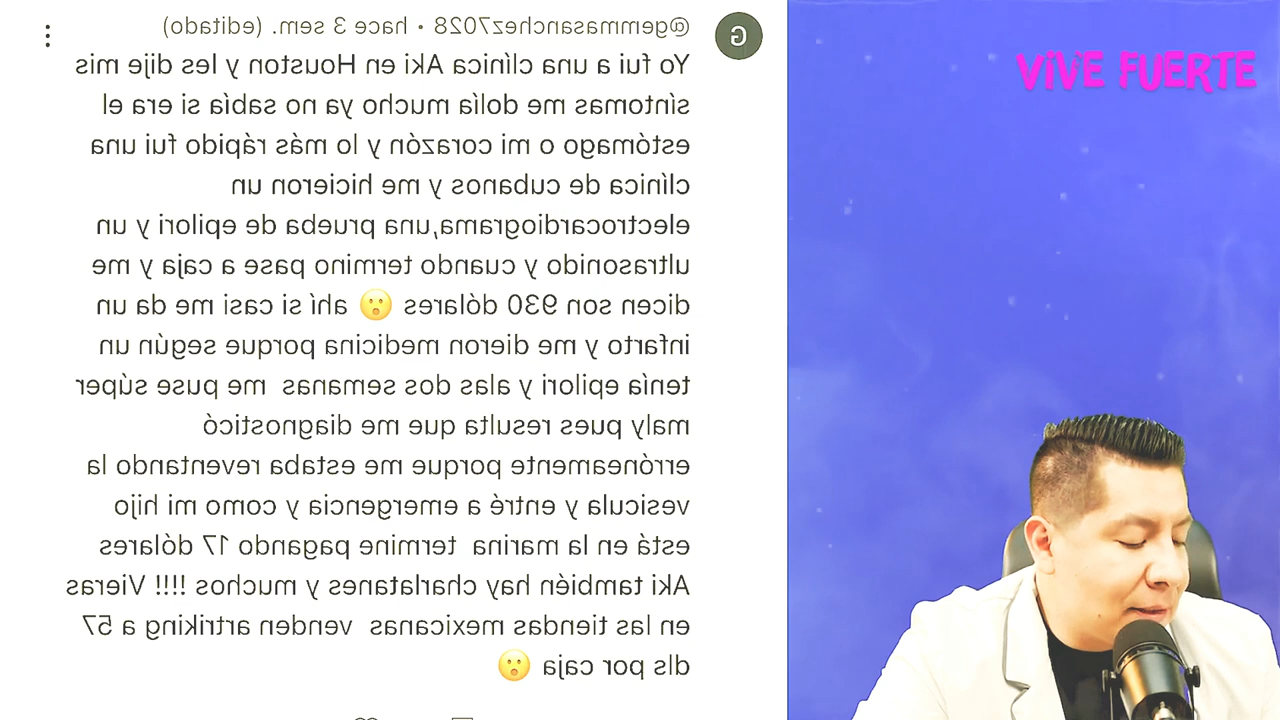 @gemmasanchez7028 • hace 3 sem. (editado)
G
Yo fui a una clínica Aki en Houston y les dije mis
síntomas me dolía mucho ya no sabía si era el
estómago o mi corazón y lo más rápido fui una
clínica de cubanos y me hicieron un
electrocardiograma,una prueba de epilori y un
ultrasonido y cuando termino pase a caja y me
dicen son 930 dólares 😯 ahí si casi me da un
infarto y me dieron medicina porque según un
tenía epilori y alas dos semanas me puse súper
maly pues resulta que me diagnosticó
erróneamente porque me estaba reventando la
vesicula y entré a emergencia y como mi hijo
está en la marina termine pagando 17 dólares
Aki también hay charlatanes y muchos !!!! Vieras
en las tiendas mexicanas venden artriking a 57
dls por caja 😯
VIVE FUERTE